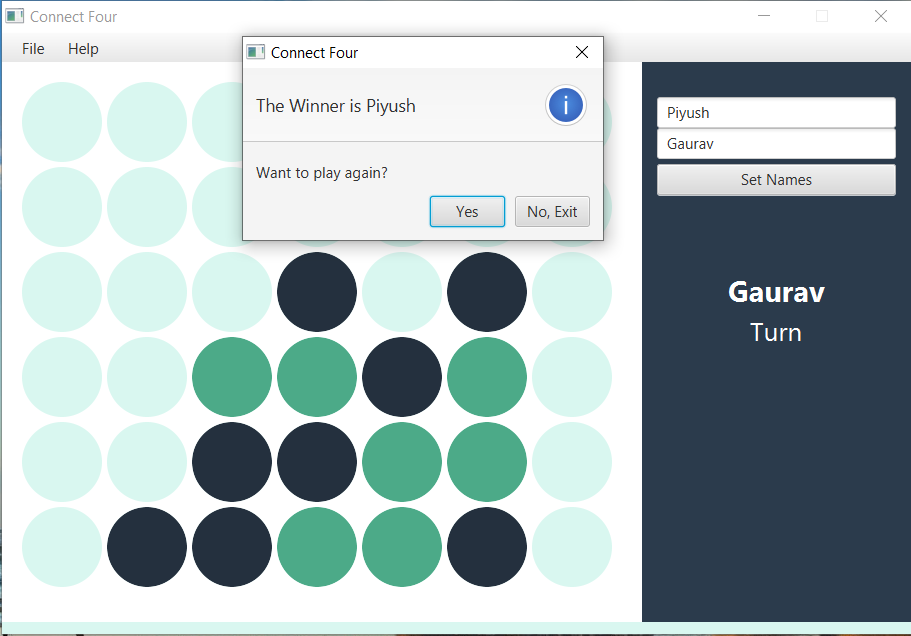 Connect Four
File Help
Connect Four
The Winner is Piyush
i
Want to play again?
Yes No, Exit
Piyush
Gaurav
Set Names
Gaurav
Turn